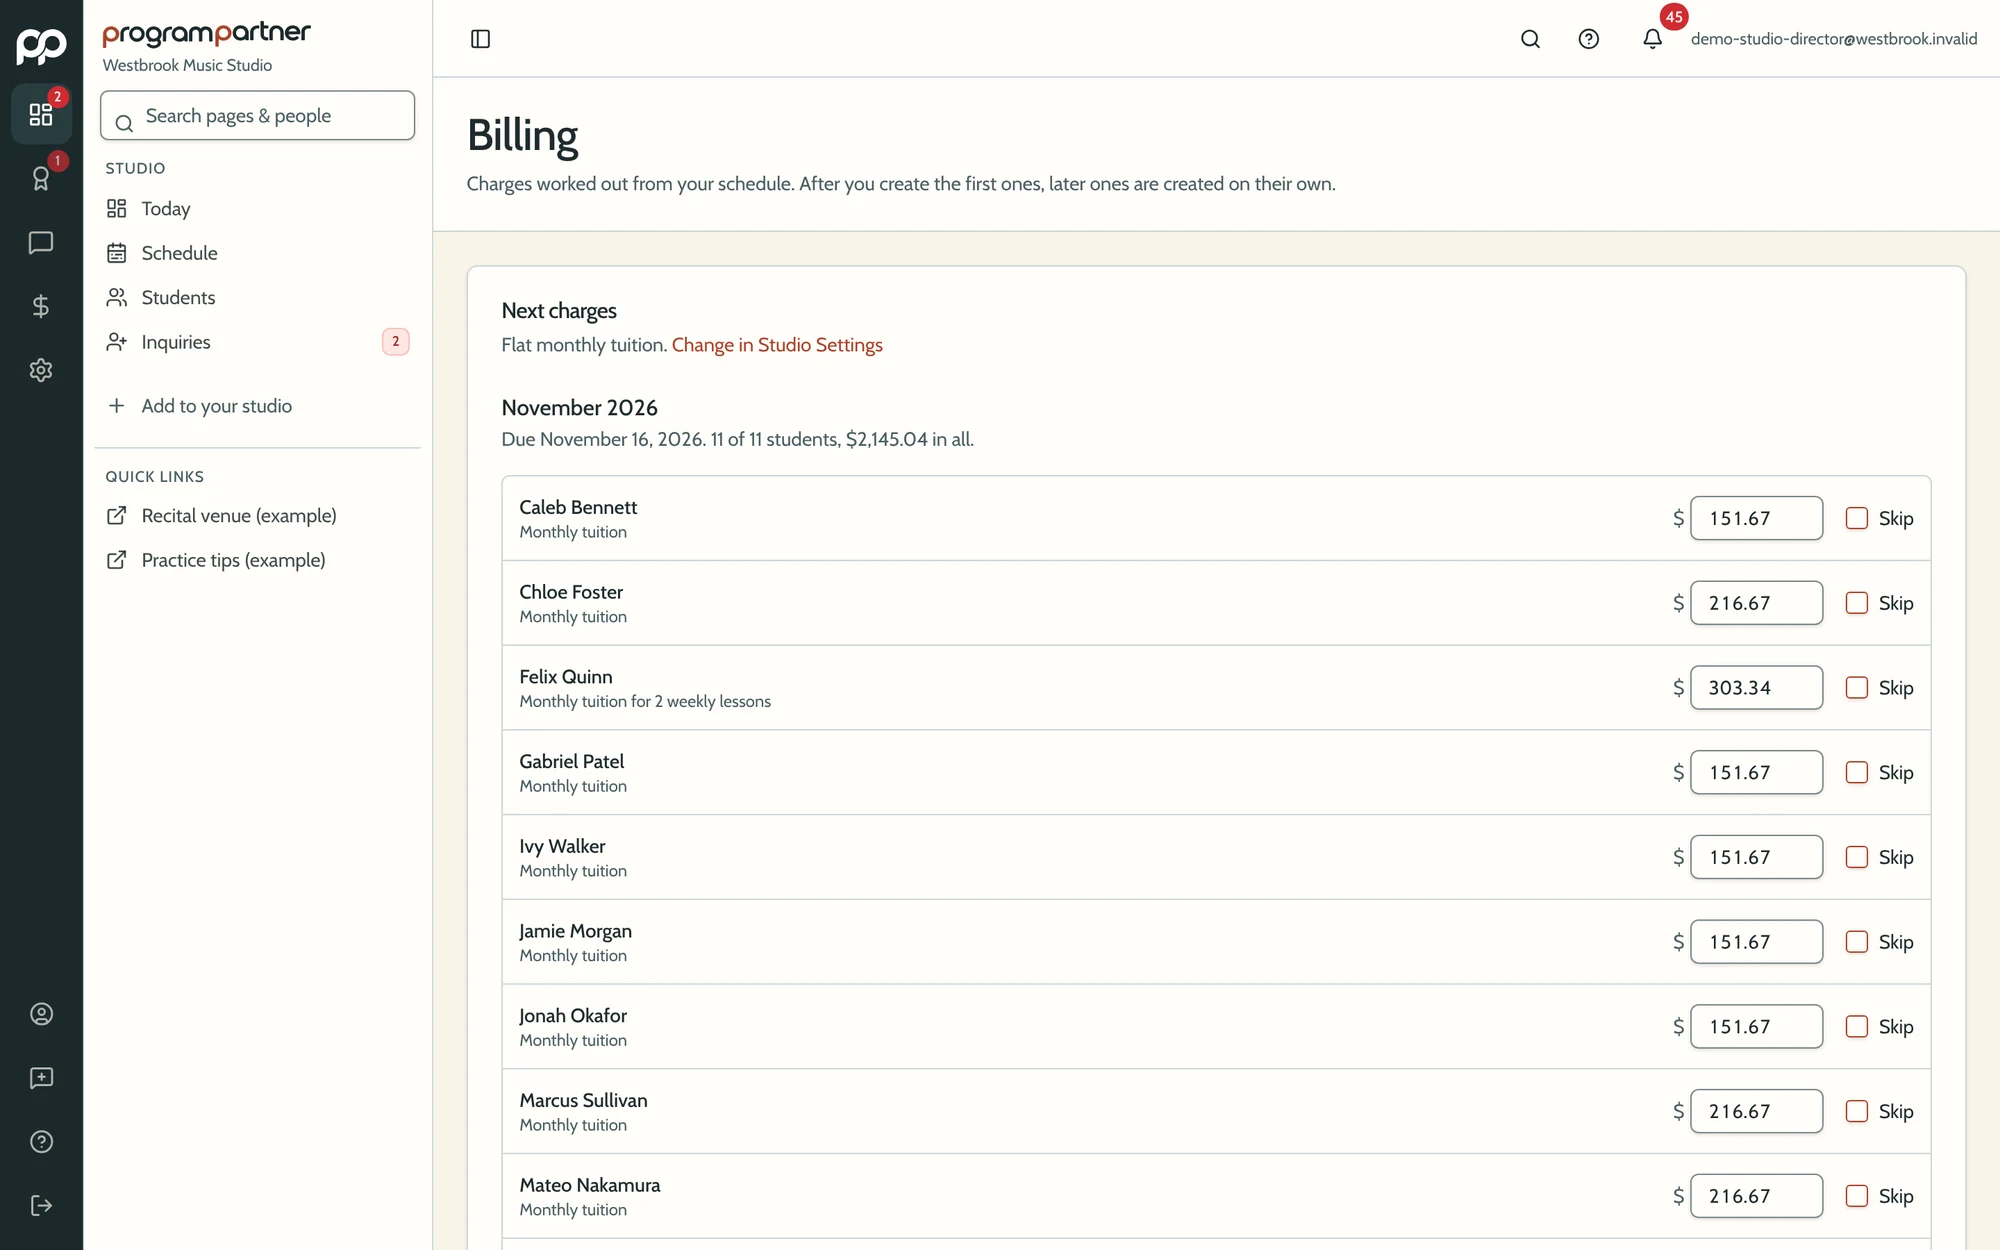 pp
programpartner
Westbrook Music Studio
2
1
Search pages & people
STUDIO
Today
Schedule
Students
Inquiries
2
Add to your studio
QUICK LINKS
Recital venue (example)
Practice tips (example)
45
demo-studio-director@westbrook.invalid
Billing
Charges worked out from your schedule. After you create the first ones, later ones are created on their own.
Next charges
Flat monthly tuition. Change in Studio Settings
November 2026
Due November 16, 2026. 11 of 11 students, $2,145.04 in all.
Caleb Bennett
Monthly tuition
$ 151.67 Skip
Chloe Foster
Monthly tuition
$ 216.67 Skip
Felix Quinn
Monthly tuition for 2 weekly lessons
$ 303.34 Skip
Gabriel Patel
Monthly tuition
$ 151.67 Skip
Ivy Walker
Monthly tuition
$ 151.67 Skip
Jamie Morgan
Monthly tuition
$ 151.67 Skip
Jonah Okafor
Monthly tuition
$ 151.67 Skip
Marcus Sullivan
Monthly tuition
$ 216.67 Skip
Mateo Nakamura
Monthly tuition
$ 216.67 Skip